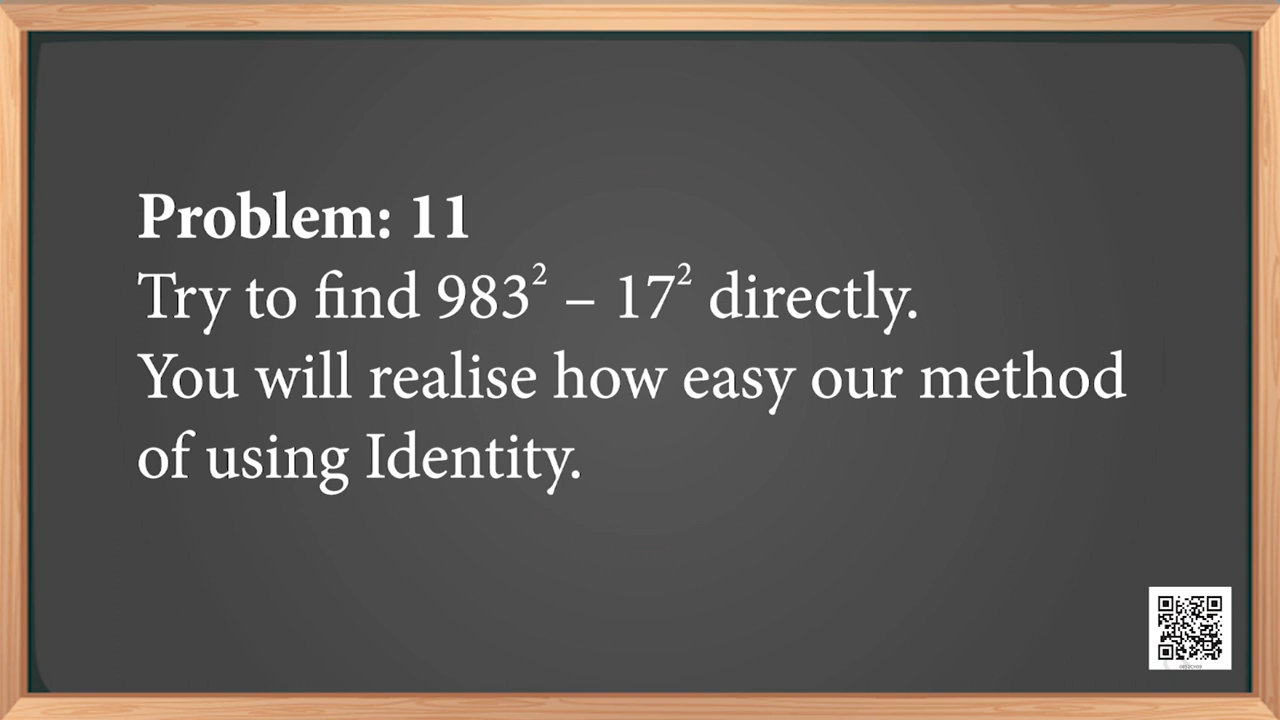 Problem: 11
Try to find 983² – 17² directly.
You will realise how easy our method
of using Identity.